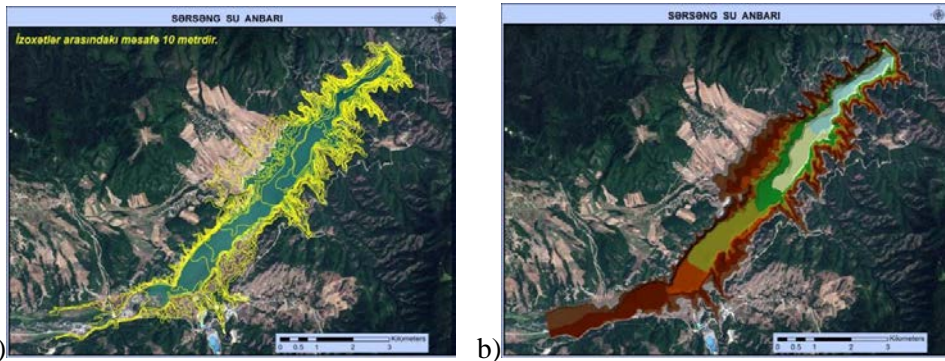 SƏRSƏNG SU ANBARI
İzoxətlər arasındakı məsafə 10 metrdir.
0 0.5 1 2 3
Kilometers
)
SƏRSƏNG SU ANBARI
0 0.5 1 2 3
Kilometers
b)